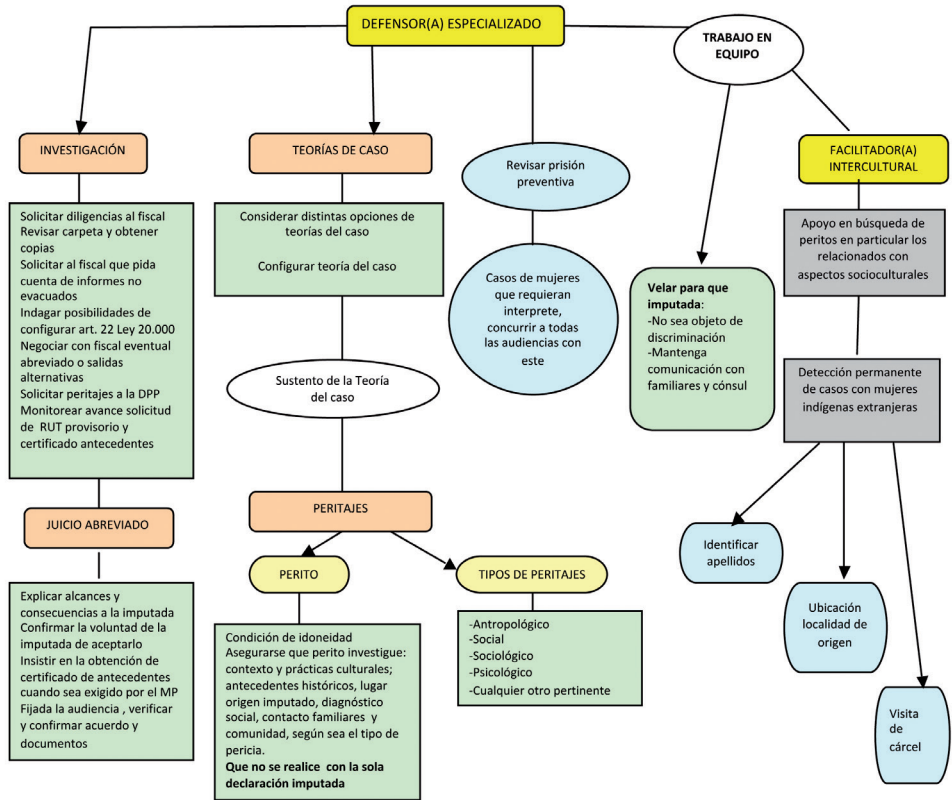 DEFENSOR(A) ESPECIALIZADO
TRABAJO EN
EQUIPO
INVESTIGACIÓN
Solicitar diligencias al fiscal
Revisar carpeta y obtener
copias
Solicitar al fiscal que pida
cuenta de informes no
evacuados
Indagar posibilidades de
configurar art. 22 Ley 20.000
Negociar con fiscal eventual
abreviado o salidas
alternativas
Solicitar peritajes a la DPP
Monitorear avance solicitud
de RUT provisorio y
certificado antecedentes
JUICIO ABREVIADO
Explicar alcances y
consecuencias a la imputada
Confirmar la voluntad de la
imputada de aceptarlo
Insistir en la obtención de
certificado de antecedentes
cuando sea exigido por el MP
Fijada la audiencia , verificar
y confirmar acuerdo y
documentos
TEORÍAS DE CASO
Considerar distintas opciones de
teorías del caso
Configurar teoría del caso
Sustento de la Teoría
del caso
PERITAJES
PERITO
Condición de idoneidad
Asegurarse que perito investigue:
contexto y prácticas culturales;
antecedentes históricos, lugar
origen imputado, diagnóstico
social, contacto familiares y
comunidad, según sea el tipo de
pericia.
Que no se realice con la sola
declaración imputada
TIPOS DE PERITAJES
-Antropológico
-Social
-Sociológico
-Psicológico
-Cualquier otro pertinente
Revisar prisión
preventiva
Casos de mujeres
que requieran
interprete,
concurrir a todas
las audiencias con
este
Velar para que
imputada:
-No sea objeto de
discriminación
-Mantenga
comunicación con
familiares y cónsul
FACILITADOR(A)
INTERCULTURAL
Apoyo en búsqueda de
peritos en particular los
relacionados con
aspectos socioculturales
Detección permanente
de casos con mujeres
indígenas extranjeras
Identificar
apellidos
Ubicación
localidad de
origen
Visita
de
cárcel